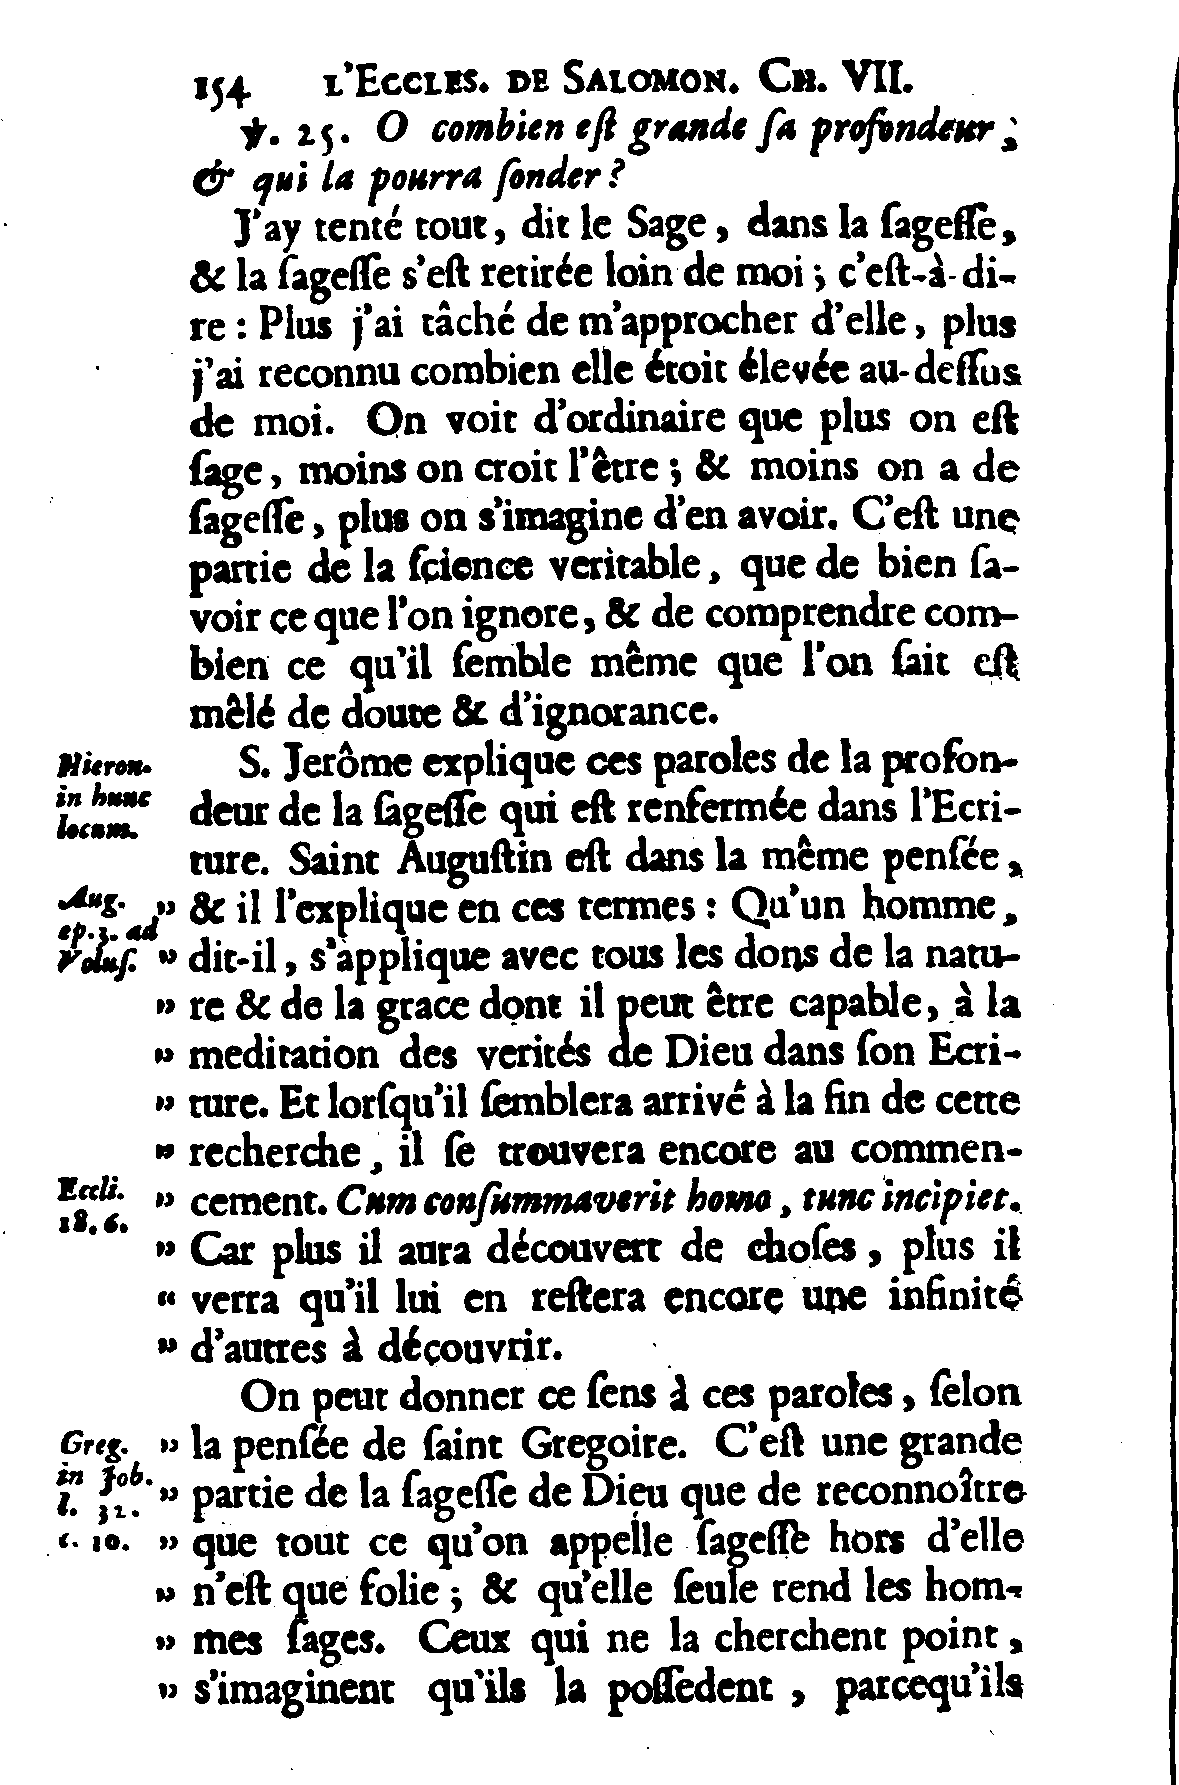 154 L'ECCLES. DE SALOMON. CH. VII.
℣. 25. O combien eſt grande ſa profondeur ;
& qui la pourra ſonder ?
J'ay tenté tout, dit le Sage, dans la ſageſſe,
& la ſageſſe s'eſt retirée loin de moi ; c'eſt-à-di-
re : Plus j'ai tâché de m'approcher d'elle, plus
j'ai reconnu combien elle étoit élevée au-deſſus
de moi. On voit d'ordinaire que plus on eſt
ſage, moins on croit l'être ; & moins on a de
ſageſſe, plus on s'imagine d'en avoir. C'eſt une
partie de la ſcience veritable, que de bien ſa-
voir ce que l'on ignore, & de comprendre com-
bien ce qu'il ſemble même que l'on ſait eſt
mêlé de doute & d'ignorance.
Hieron. S. Jerôme explique ces paroles de la profon-
in hunc deur de la ſageſſe qui eſt renfermée dans l'Ecri-
locum. ture. Saint Auguſtin eſt dans la même penſée,
Aug. ” & il l'explique en ces termes : Qu'un homme,
ep. 3. ad
Voluſ. ” dit-il, s'applique avec tous les dons de la natu-
” re & de la grace dont il peut être capable, à la
” meditation des verités de Dieu dans ſon Ecri-
” ture. Et lorſqu'il ſemblera arrivé à la fin de cette
” recherche, il ſe trouvera encore au commen-
Eccli. ” cement. Cum conſummaverit homo, tunc incipiet.
18. 6.
” Car plus il aura découvert de choſes, plus il
“ verra qu'il lui en reſtera encore une infinité
” d'autres à découvrir.
On peut donner ce ſens à ces paroles, ſelon
Greg. ” la penſée de ſaint Gregoire. C'eſt une grande
in Job.
l. 32. ” partie de la ſageſſe de Dieu que de reconnoître
c. 10. ” que tout ce qu'on appelle ſageſſe hors d'elle
” n'eſt que folie ; & qu'elle ſeule rend les hom-
” mes ſages. Ceux qui ne la cherchent point,
” s'imaginent qu'ils la poſſedent, parcequ'ils